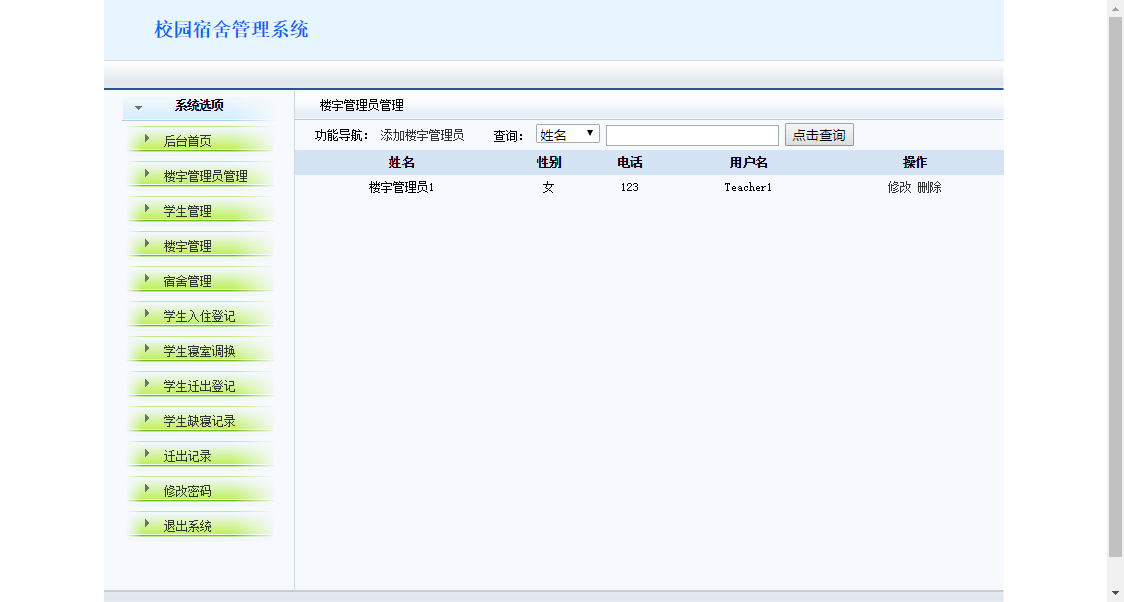 校园宿舍管理系统
系统选项
后台首页
楼宇管理员管理
学生管理
楼宇管理
宿舍管理
学生入住登记
学生寝室调换
学生迁出登记
学生缺寝记录
迁出记录
修改密码
退出系统
楼宇管理员管理
功能导航： 添加楼宇管理员 查询： 姓名 点击查询
姓名 性别 电话 用户名 操作
楼宇管理员1 女 123 Teacher1 修改 删除